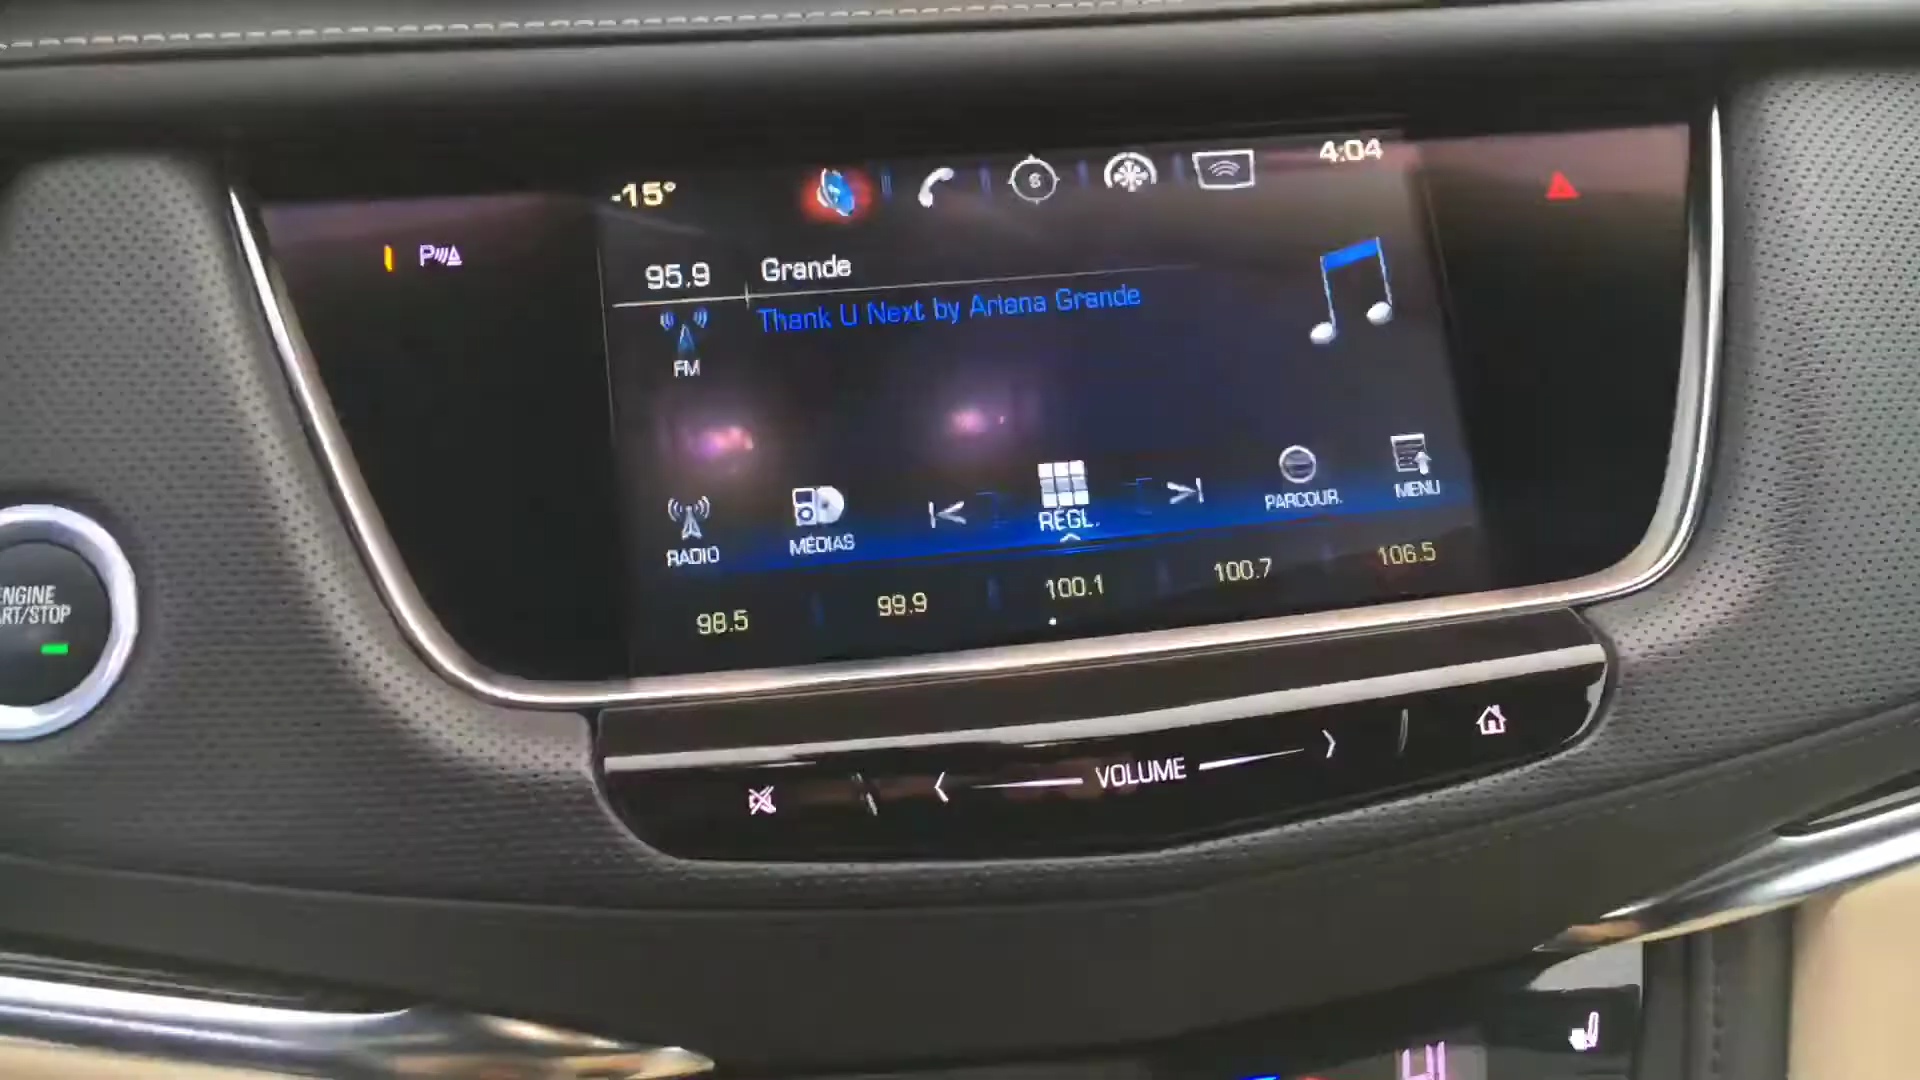 -15°
4:04
P
95.9
Grande
Thank U Next by Ariana Grande
FM
RADIO
MÉDIAS
RÉGL.
PARCOUR.
MENU
98.5
99.9
100.1
100.7
106.5
ENGINE
START/STOP
VOLUME